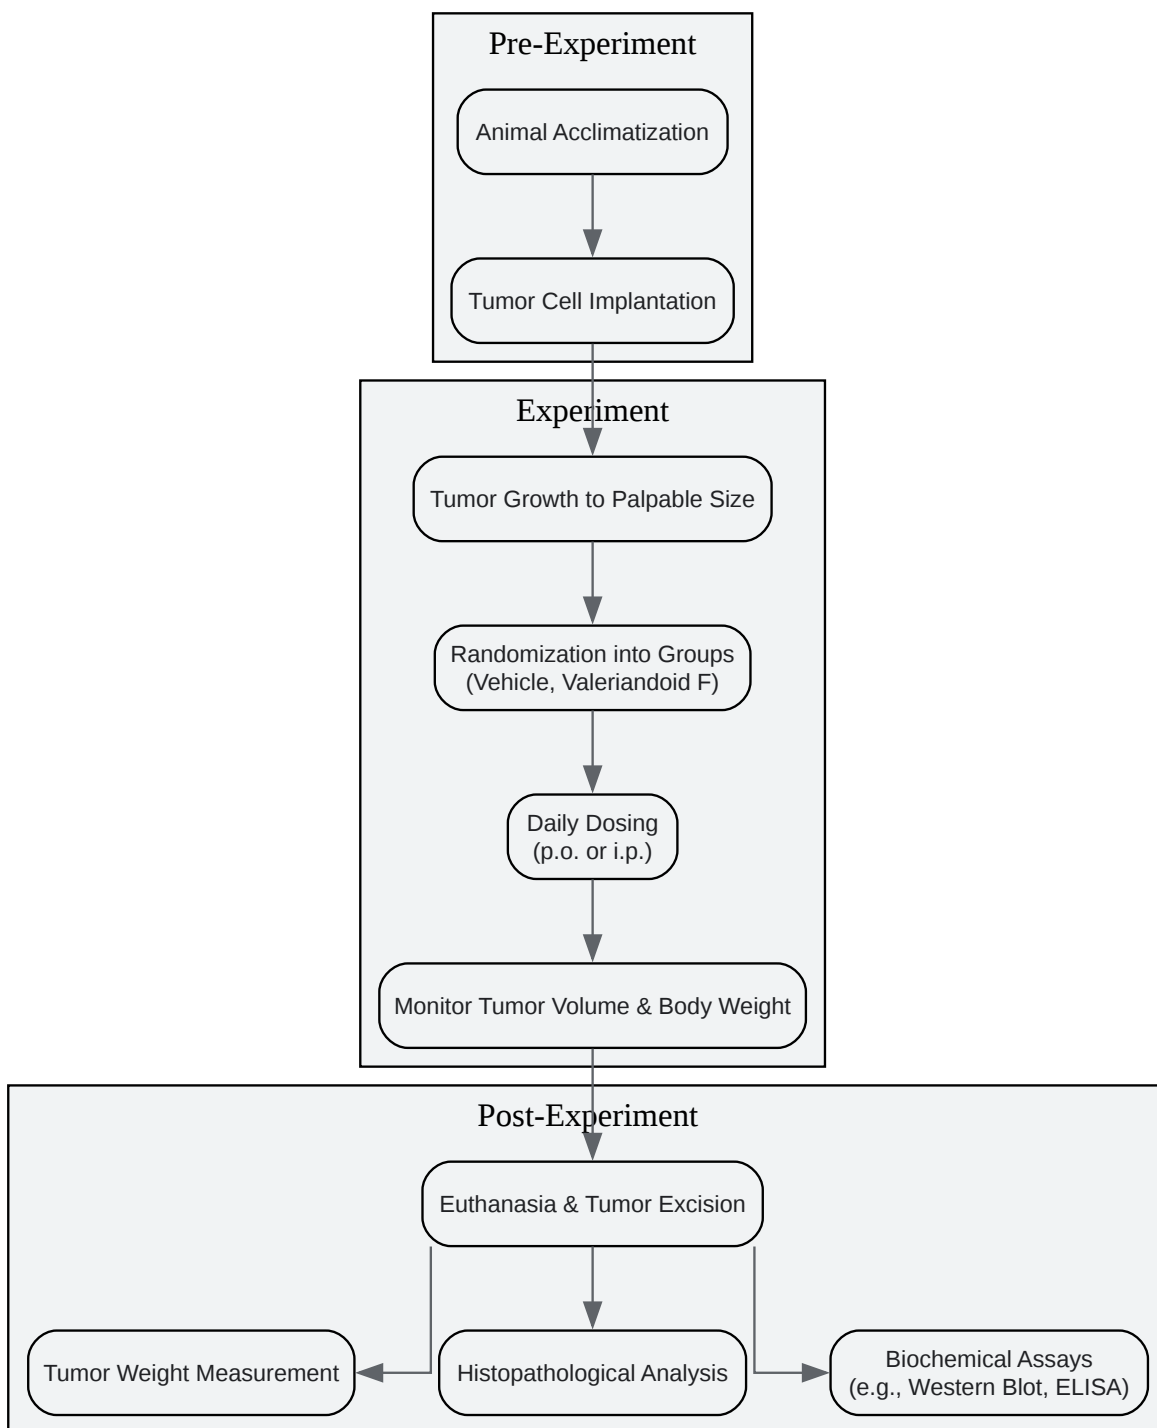 Pre-Experiment
Animal Acclimatization
Tumor Cell Implantation
Experiment
Tumor Growth to Palpable Size
Randomization into Groups
(Vehicle, Valeriandoid F)
Daily Dosing
(p.o. or i.p.)
Monitor Tumor Volume & Body Weight
Post-Experiment
Euthanasia & Tumor Excision
Tumor Weight Measurement
Histopathological Analysis
Biochemical Assays
(e.g., Western Blot, ELISA)